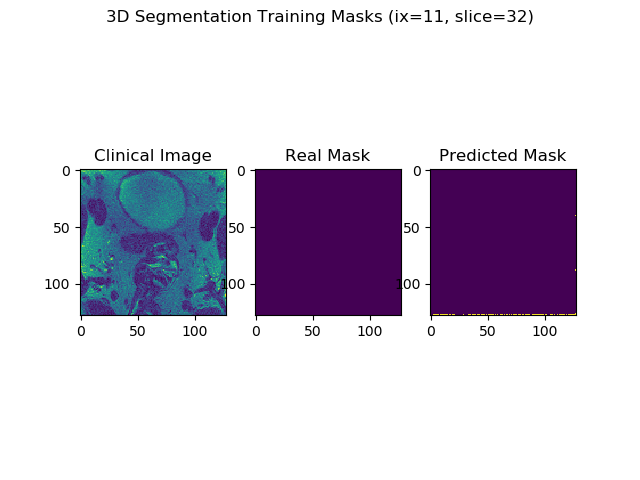 3D Segmentation Training Masks (ix=11, slice=32)
Clinical Image Real Mask Predicted Mask
0 0 0
50 50 50
100 100 100
0 50 100 0 50 100 0 50 100